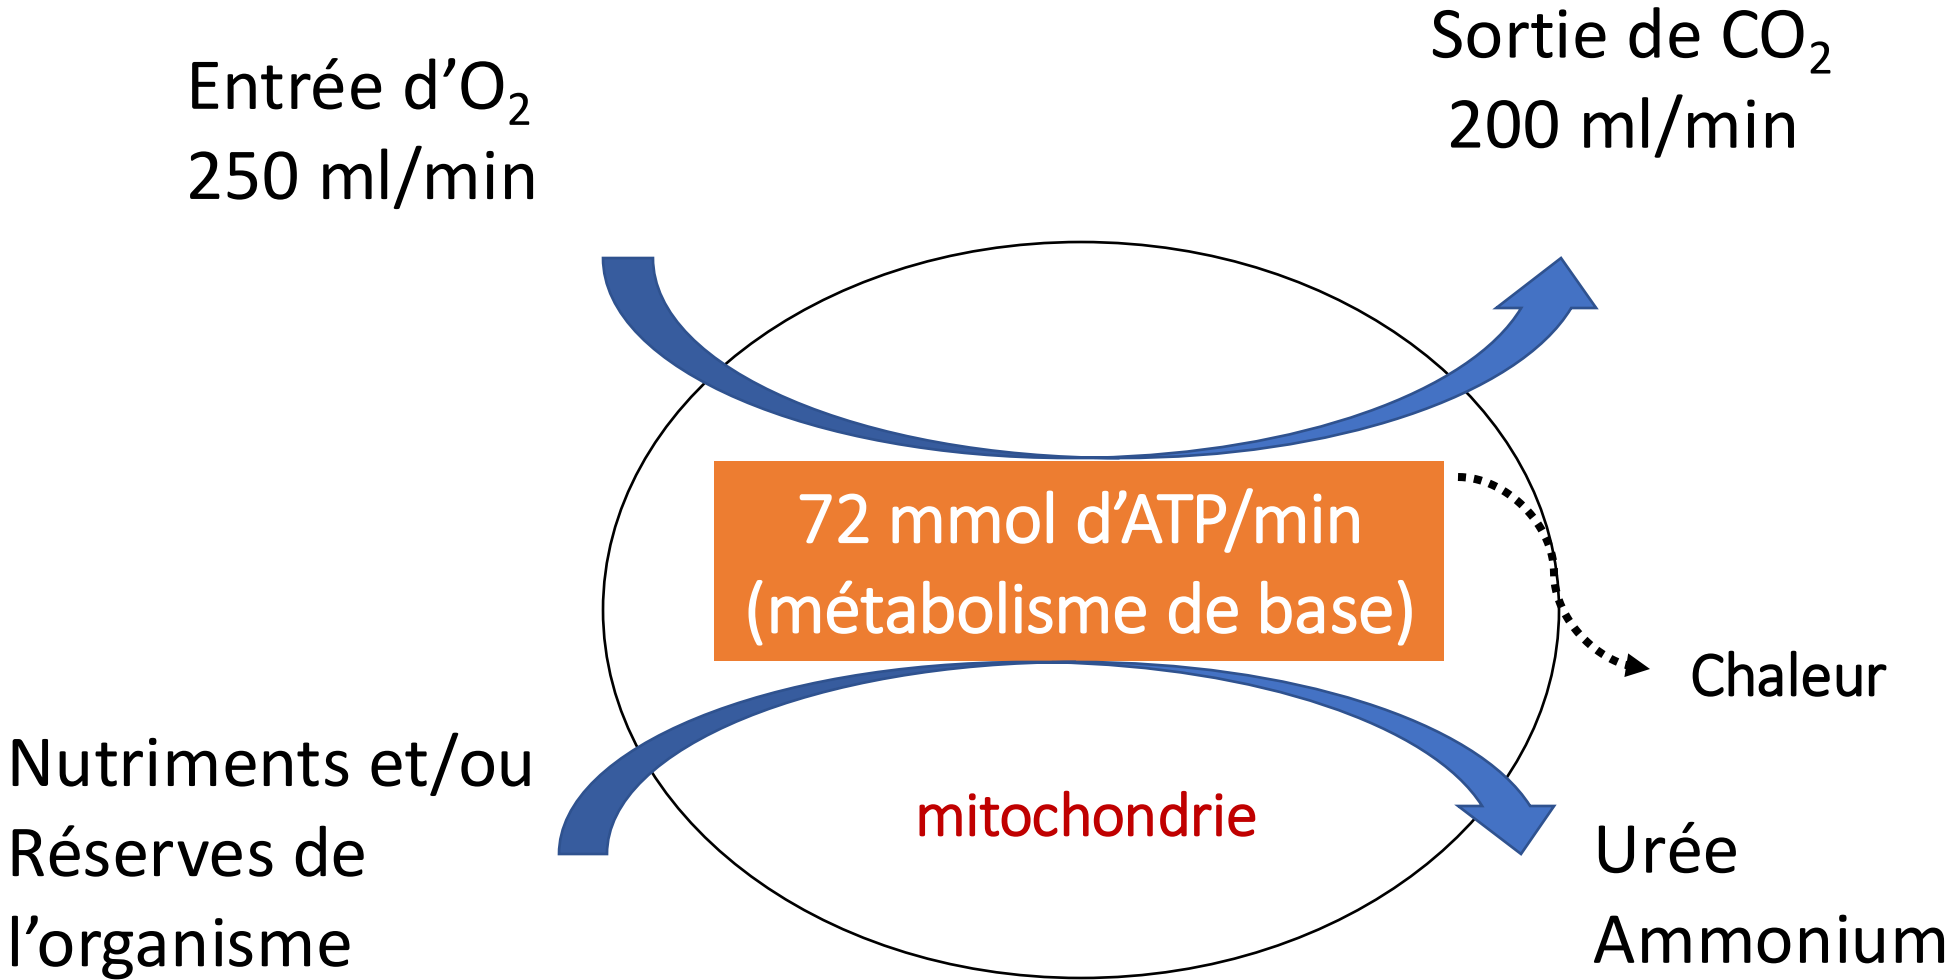 Entrée d’O₂
250 ml/min
Sortie de CO₂
200 ml/min
72 mmol d’ATP/min
(métabolisme de base)
Chaleur
Nutriments et/ou
Réserves de
l’organisme
mitochondrie
Urée
Ammonium